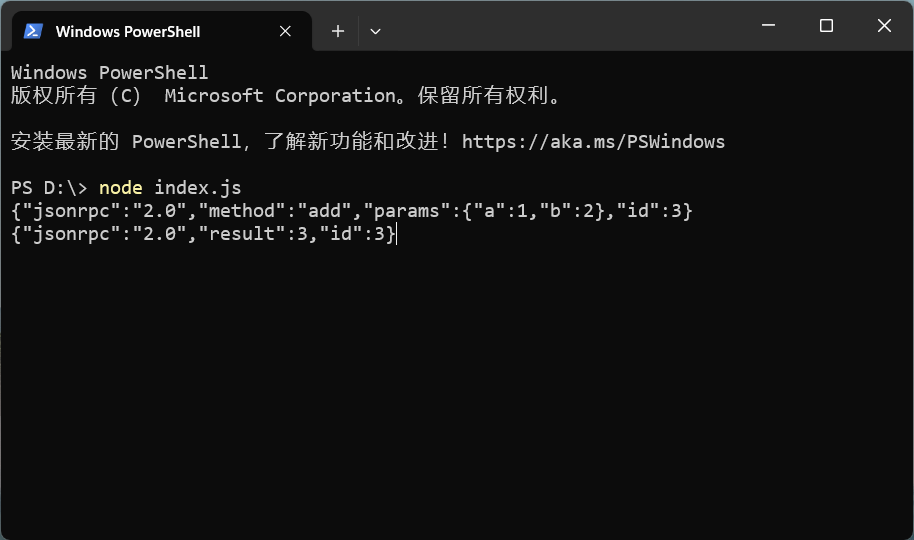 Windows PowerShell
Windows PowerShell
版权所有 (C) Microsoft Corporation。保留所有权利。
安装最新的 PowerShell，了解新功能和改进！https://aka.ms/PSWindows
PS D:\> node index.js
{"jsonrpc":"2.0","method":"add","params":{"a":1,"b":2},"id":3}
{"jsonrpc":"2.0","result":3,"id":3}